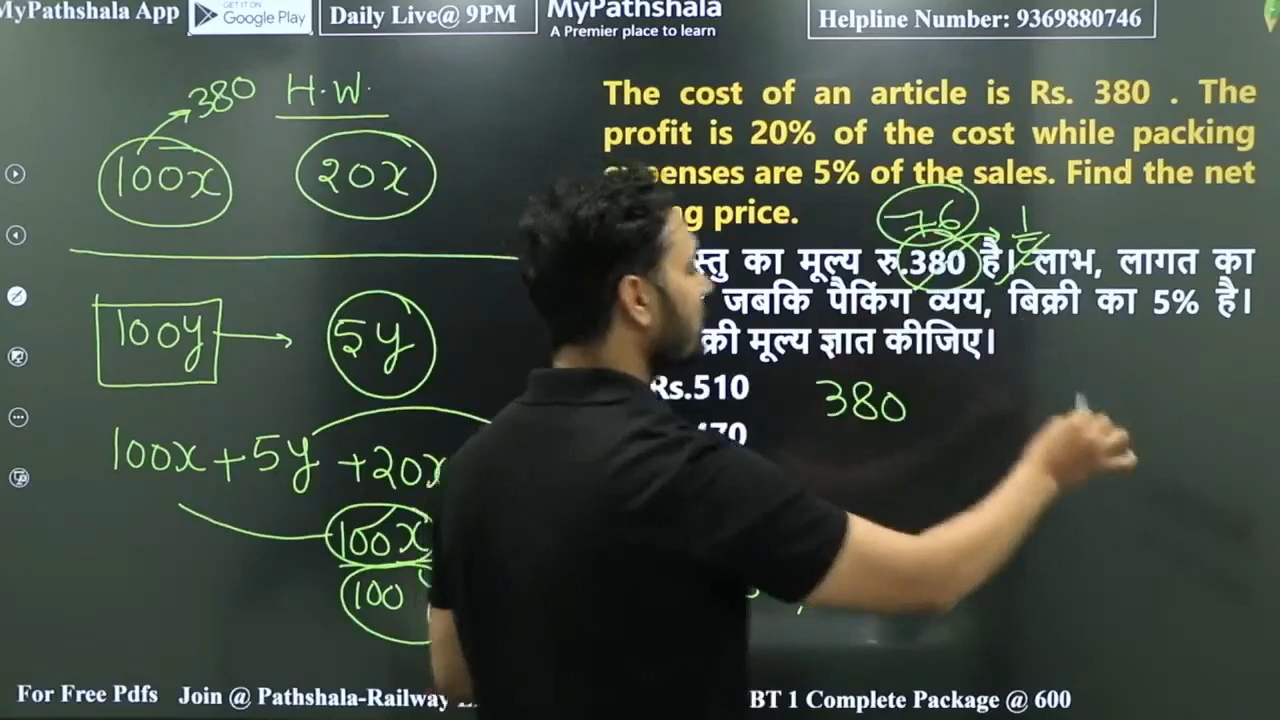 MyPathshala App
GET IT ON
Google Play
Daily Live@ 9PM
MyPathshala
A Premier place to learn
Helpline Number: 9369880746
380 H.W.
100x 20x
100y 5y
100x+5y+20x
100x
100
The cost of an article is Rs. 380 . The
profit is 20% of the cost while packing
expenses are 5% of the sales. Find the net
price.
76
1
5
का मूल्य रु.380 है। लाभ, लागत का
जबकि पैकिंग व्यय, बिक्री का 5% है।
मूल्य ज्ञात कीजिए।
Rs.510
380
For Free Pdfs Join @ Pathshala-Railway
BT 1 Complete Package @ 600